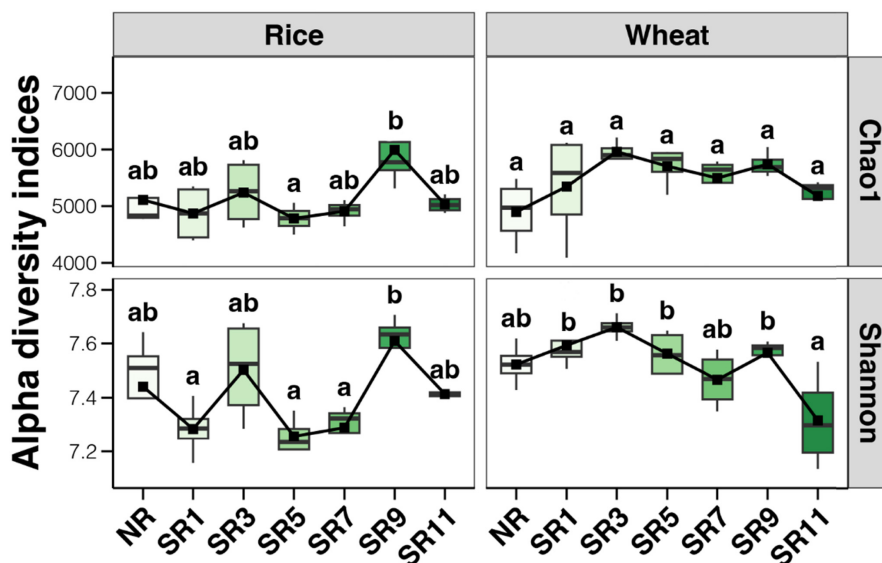 Rice Wheat
Alpha diversity indices
Chao1
7000
6000
5000
4000
ab ab ab a ab b ab
a a a a a a a
Shannon
7.8
7.6
7.4
7.2
ab a ab a a b ab
ab b b b ab b a
NR SR1 SR3 SR5 SR7 SR9 SR11
NR SR1 SR3 SR5 SR7 SR9 SR11